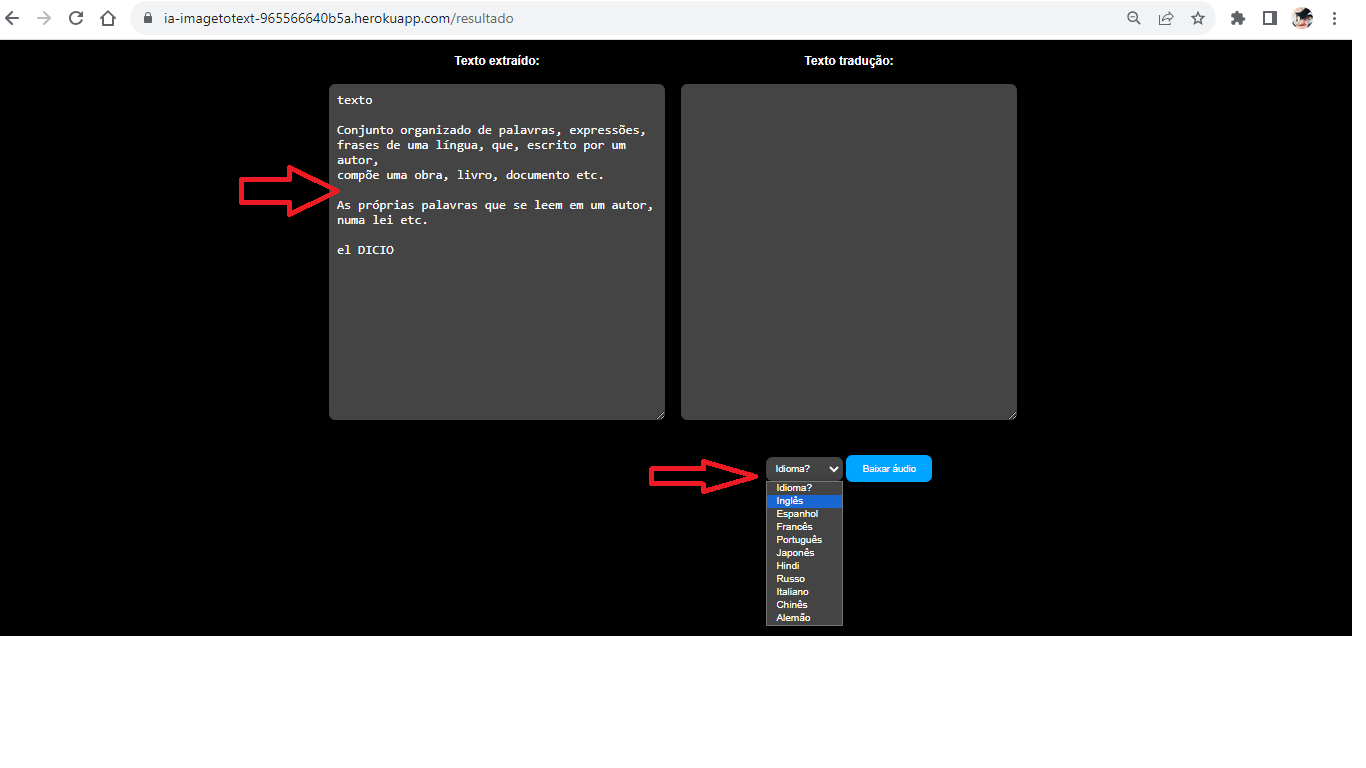 ia-imagetotext-965566640b5a.herokuapp.com/resultado
Texto extraído:
texto
Conjunto organizado de palavras, expressões,
frases de uma língua, que, escrito por um
autor,
compõe uma obra, livro, documento etc.
As próprias palavras que se leem em um autor,
numa lei etc.
el DICIO
Texto tradução:
Idioma?
Baixar áudio
Idioma?
Inglês
Espanhol
Francês
Português
Japonês
Hindi
Russo
Italiano
Chinês
Alemão